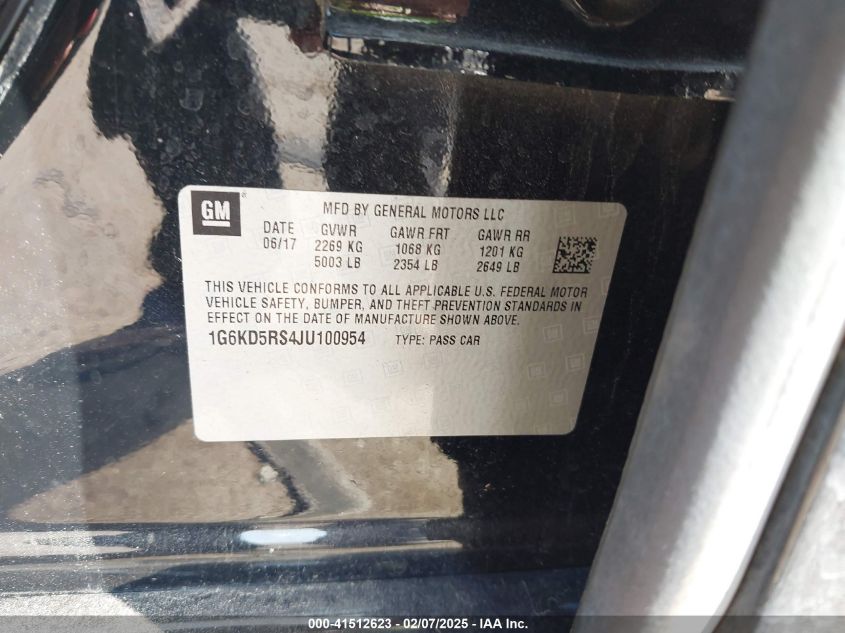 GM
MFD BY GENERAL MOTORS LLC
DATE GVWR GAWR FRT GAWR RR
06/17 2269 KG 1068 KG 1201 KG
5003 LB 2354 LB 2649 LB
THIS VEHICLE CONFORMS TO ALL APPLICABLE U.S. FEDERAL MOTOR
VEHICLE SAFETY, BUMPER, AND THEFT PREVENTION STANDARDS IN
EFFECT ON THE DATE OF MANUFACTURE SHOWN ABOVE.
1G6KD5RS4JU100954 TYPE: PASS CAR
000-41512623 - 02/07/2025 - IAA Inc.